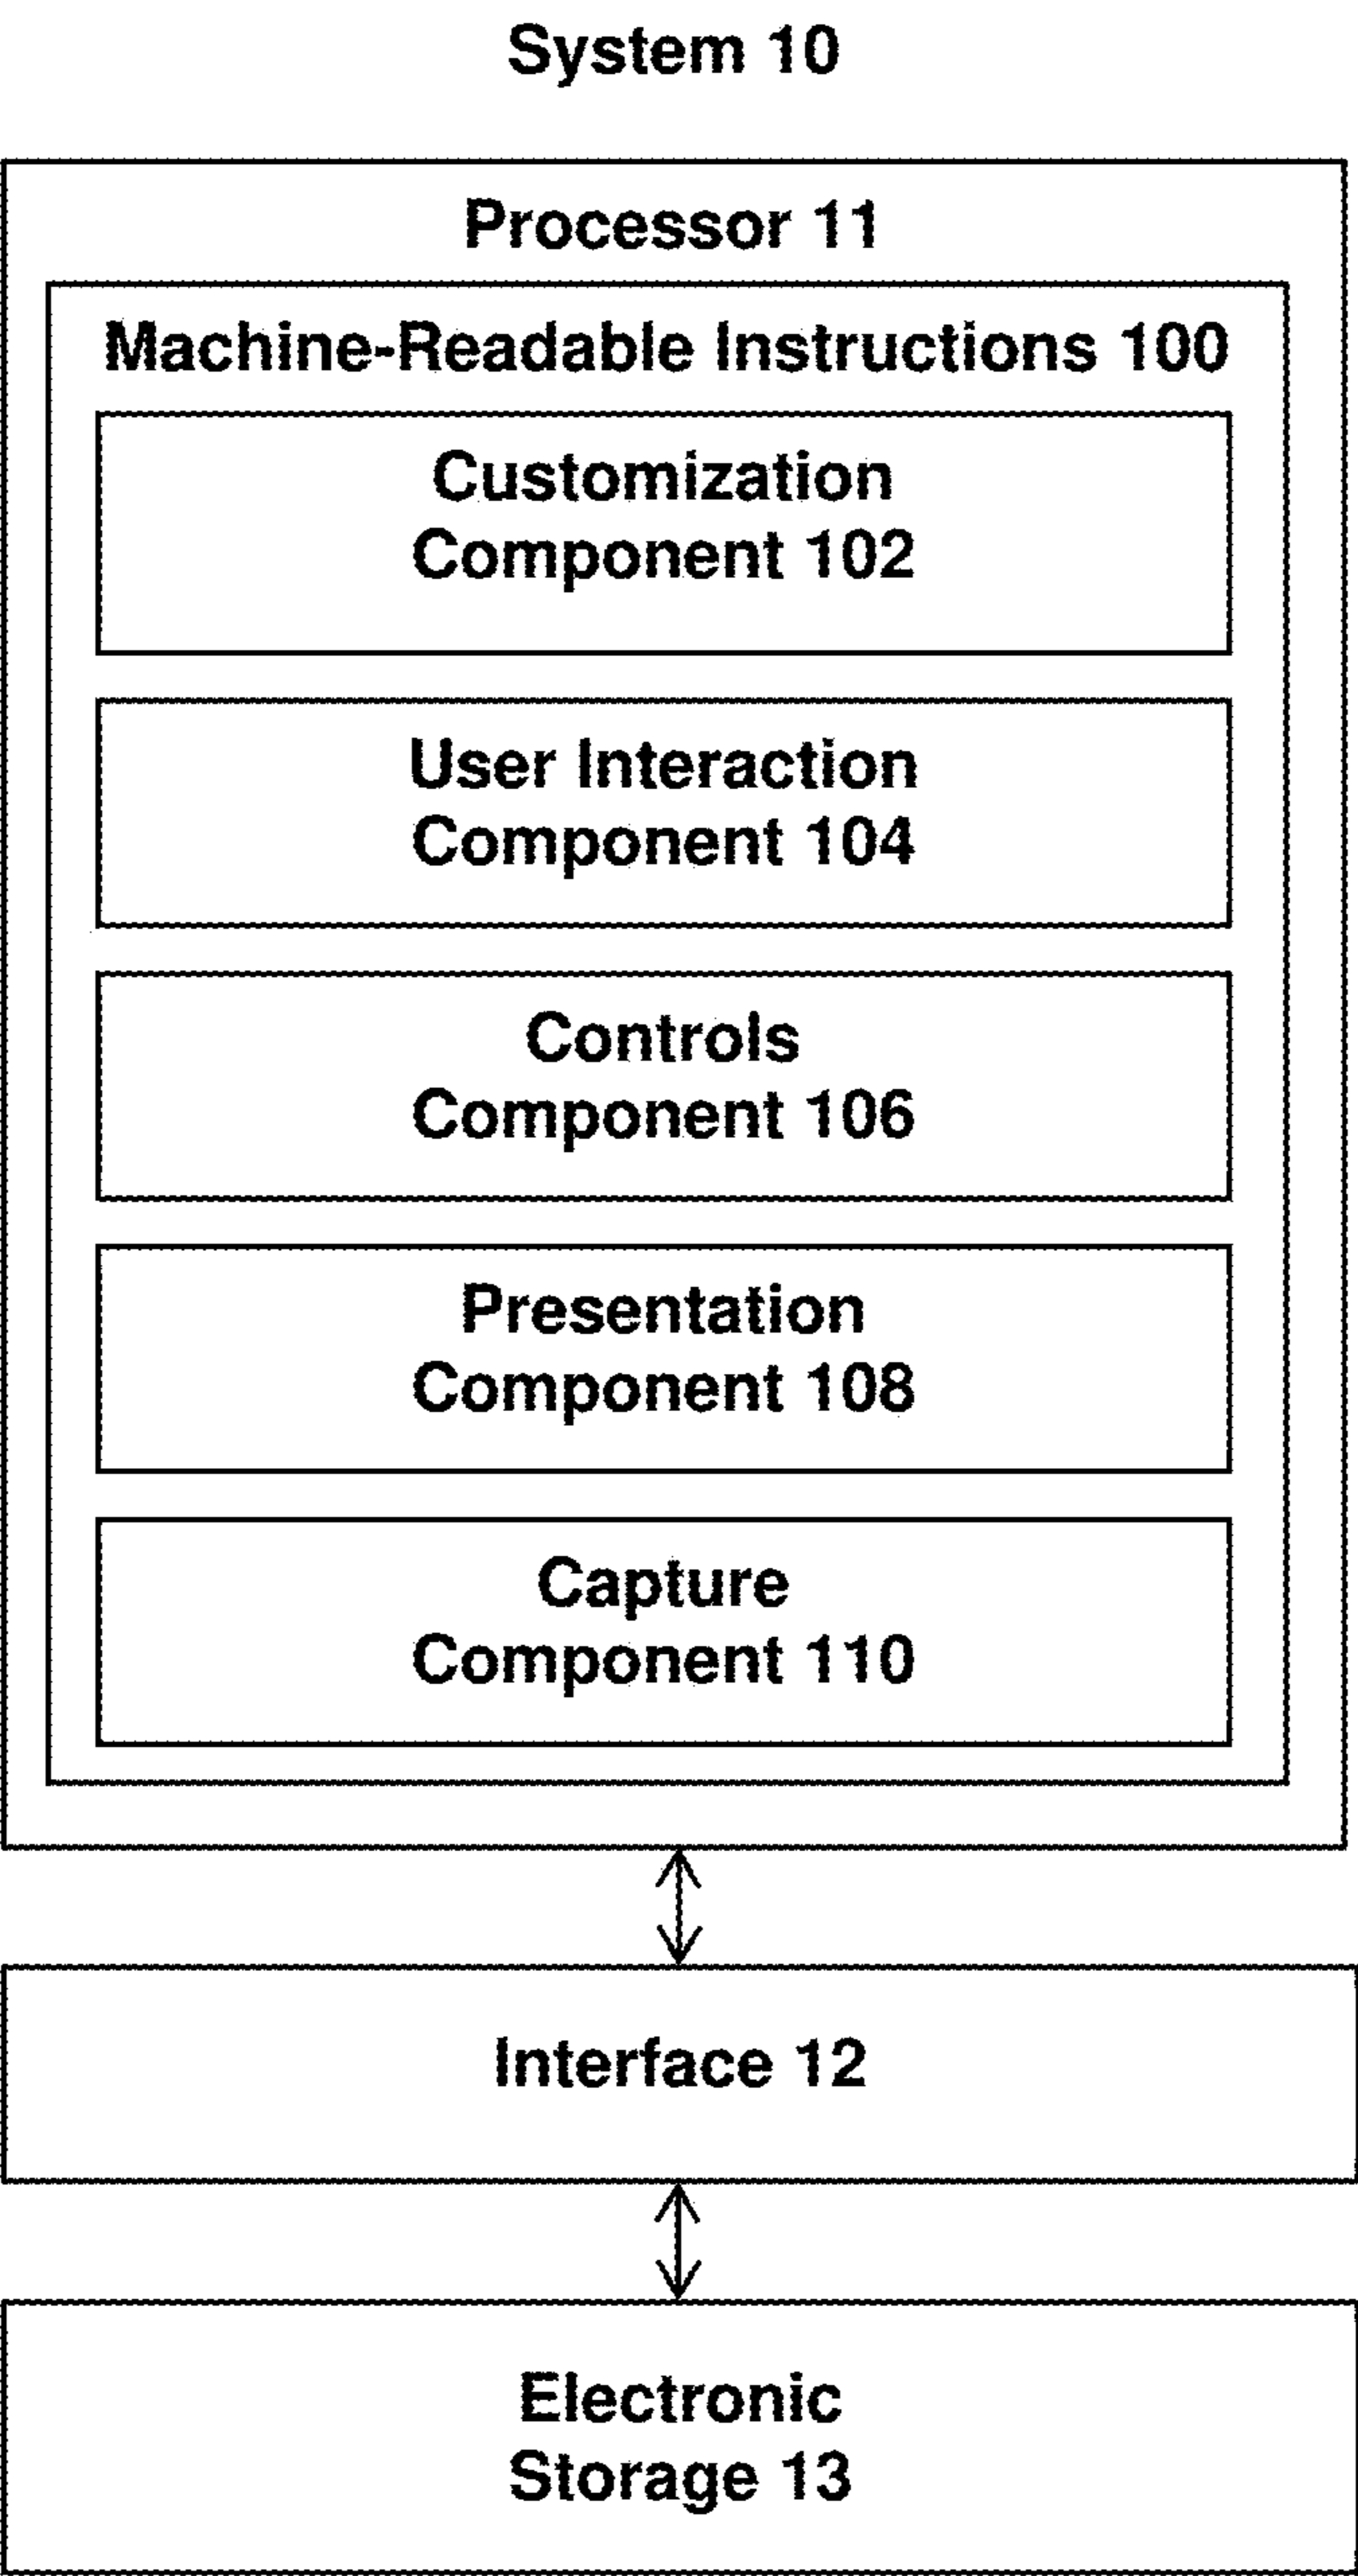 System 10
Processor 11
Machine-Readable Instructions 100
Customization
Component 102
User Interaction
Component 104
Controls
Component 106
Presentation
Component 108
Capture
Component 110
Interface 12
Electronic
Storage 13